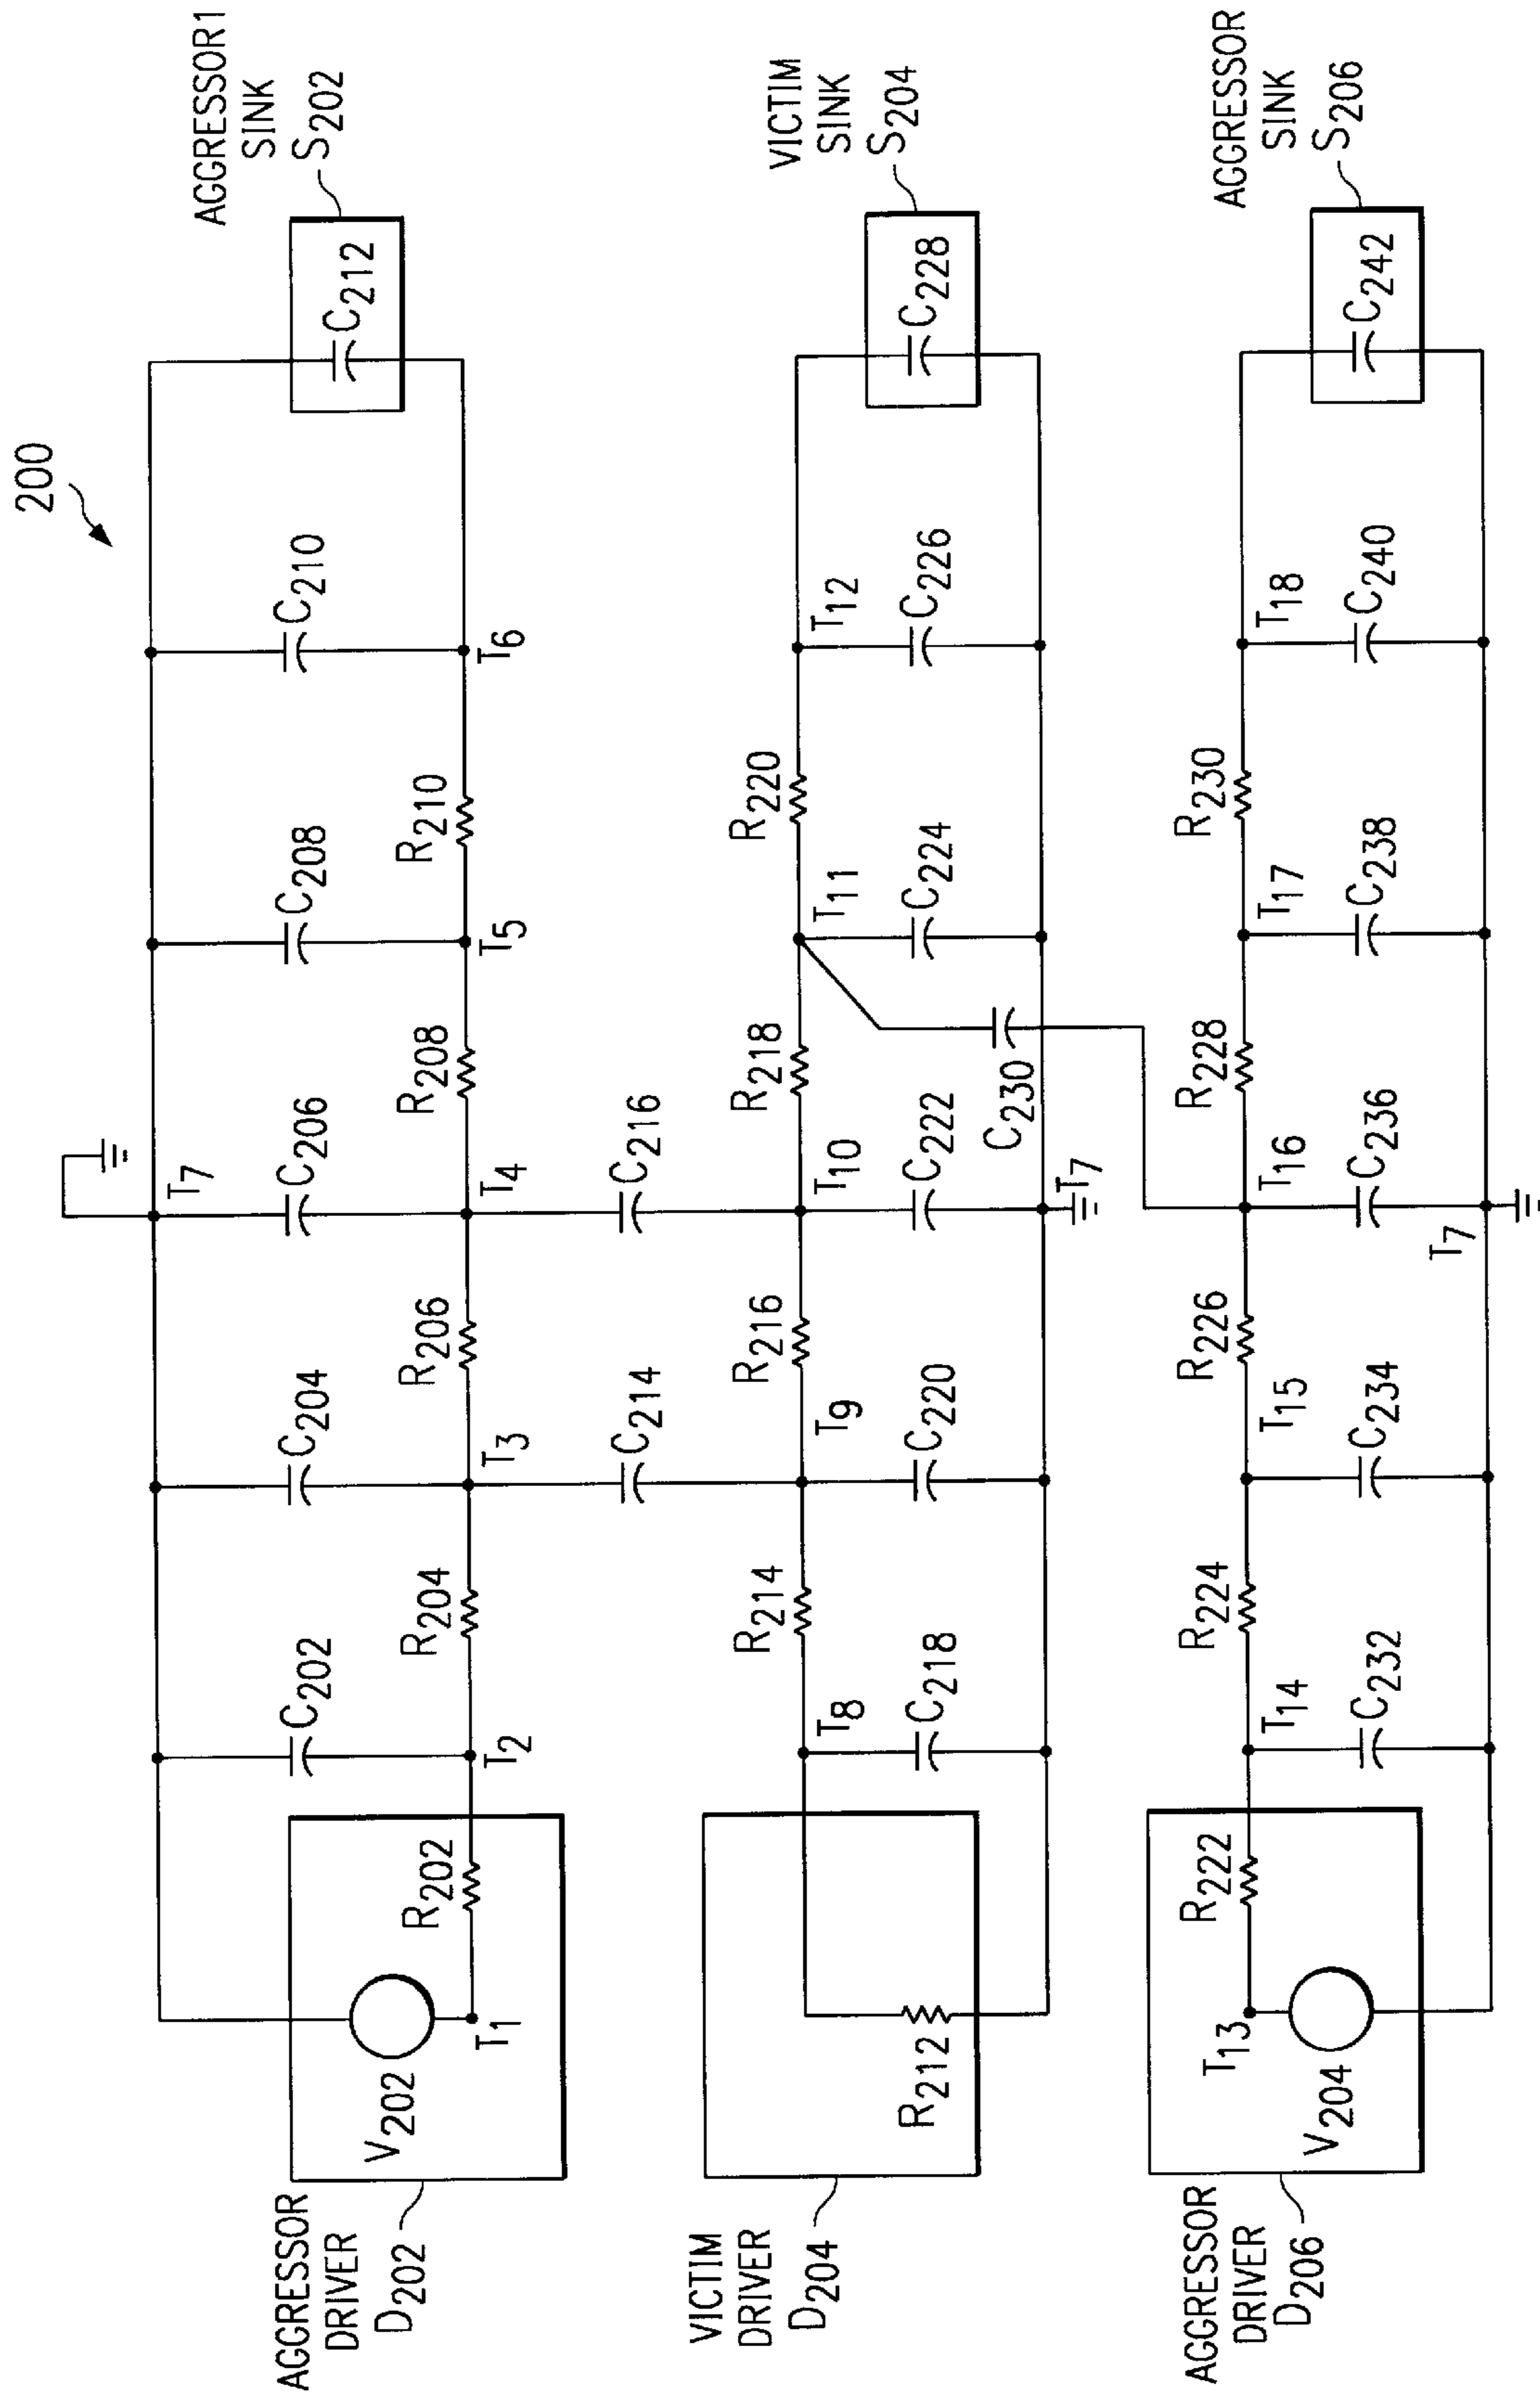 200
AGGRESSOR
DRIVER
D202
V202
T1
R202
T2
C202
R204
T3
C204
R206
T4
C206
T7
R208
T5
C208
R210
T6
C210
C212
AGGRESSOR1
SINK
S202
C214
C216
VICTIM
DRIVER
D204
R212
T8
C218
R214
T9
C220
R216
T10
C222
T7
R218
C230
T11
C224
R220
T12
C226
C228
VICTIM
SINK
S204
AGGRESSOR
DRIVER
D206
V204
T13
R222
T14
C232
R224
T15
C234
R226
T16
C236
T7
R228
T17
C238
R230
T18
C240
C242
AGGRESSOR
SINK
S206